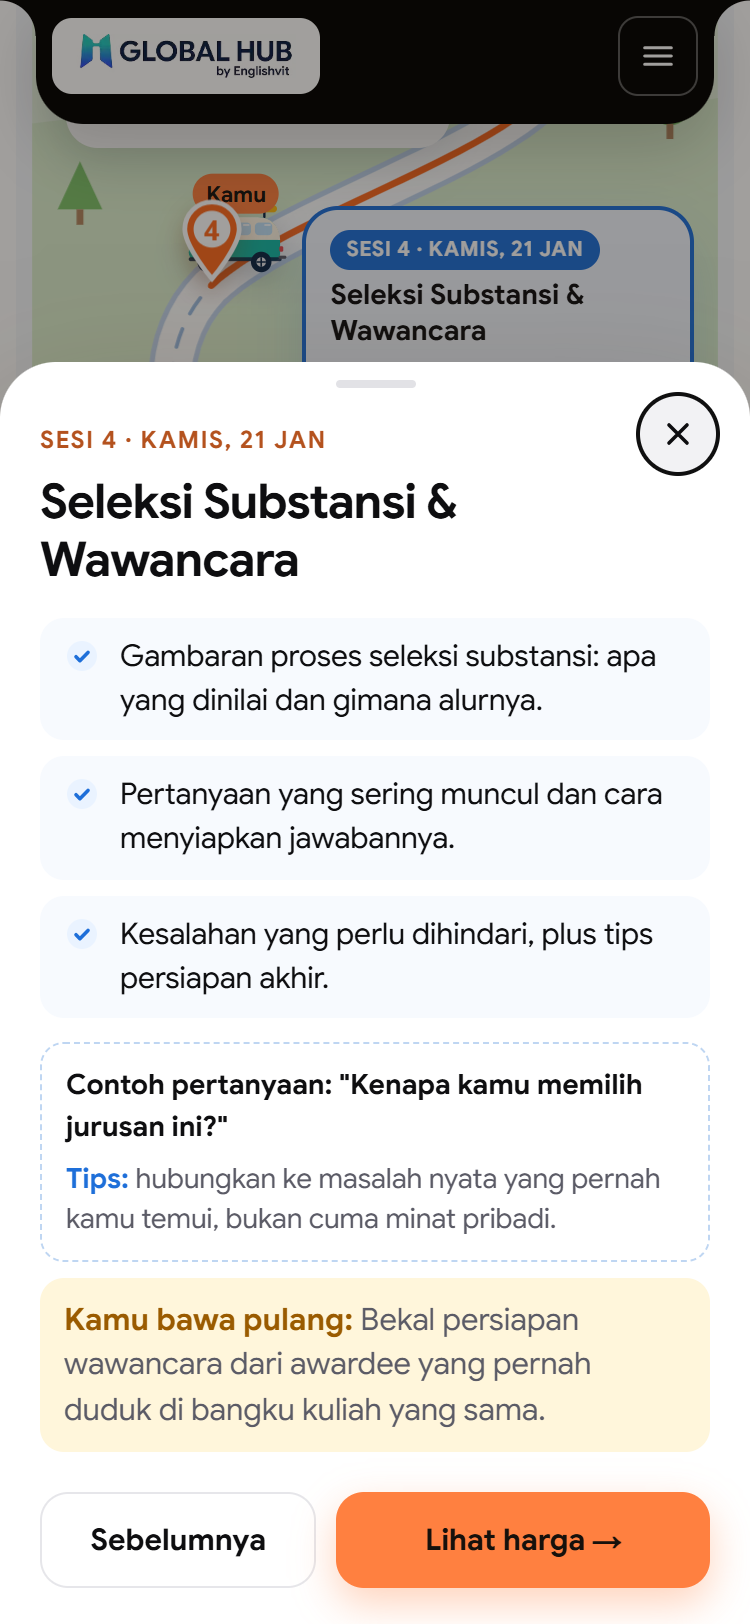 GLOBAL HUB
by Englishvit
Kamu
4
SESI 4 · KAMIS, 21 JAN
Seleksi Substansi &
Wawancara
SESI 4 · KAMIS, 21 JAN
Seleksi Substansi &
Wawancara
Gambaran proses seleksi substansi: apa
yang dinilai dan gimana alurnya.
Pertanyaan yang sering muncul dan cara
menyiapkan jawabannya.
Kesalahan yang perlu dihindari, plus tips
persiapan akhir.
Contoh pertanyaan: "Kenapa kamu memilih
jurusan ini?"
Tips: hubungkan ke masalah nyata yang pernah
kamu temui, bukan cuma minat pribadi.
Kamu bawa pulang: Bekal persiapan
wawancara dari awardee yang pernah
duduk di bangku kuliah yang sama.
Sebelumnya
Lihat harga →